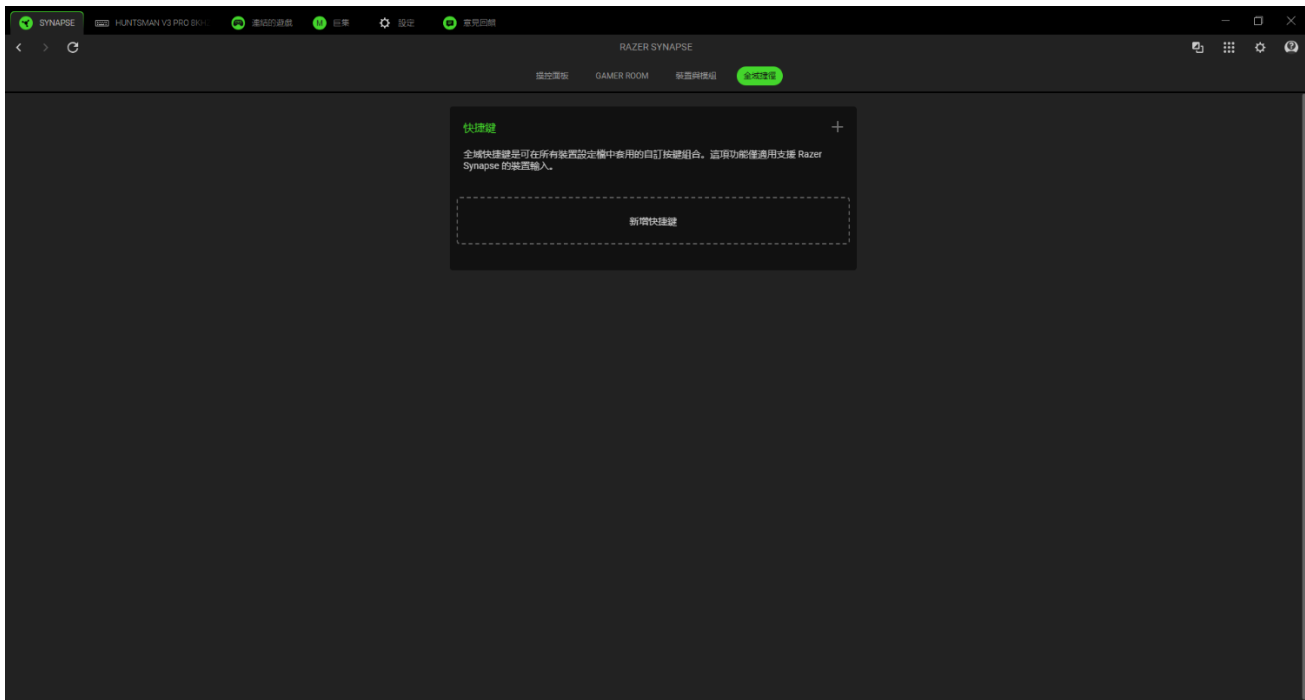 SYNAPSE
HUNTSMAN V3 PRO 8KHz
連結的遊戲
巨集
設定
意見回饋
RAZER SYNAPSE
操控面板
GAMER ROOM
裝置與模組
全域捷徑
快捷鍵
全域快捷鍵是可在所有裝置設定檔中套用的自訂按鍵組合。這項功能僅適用支援 Razer
Synapse 的裝置輸入。
新增快捷鍵